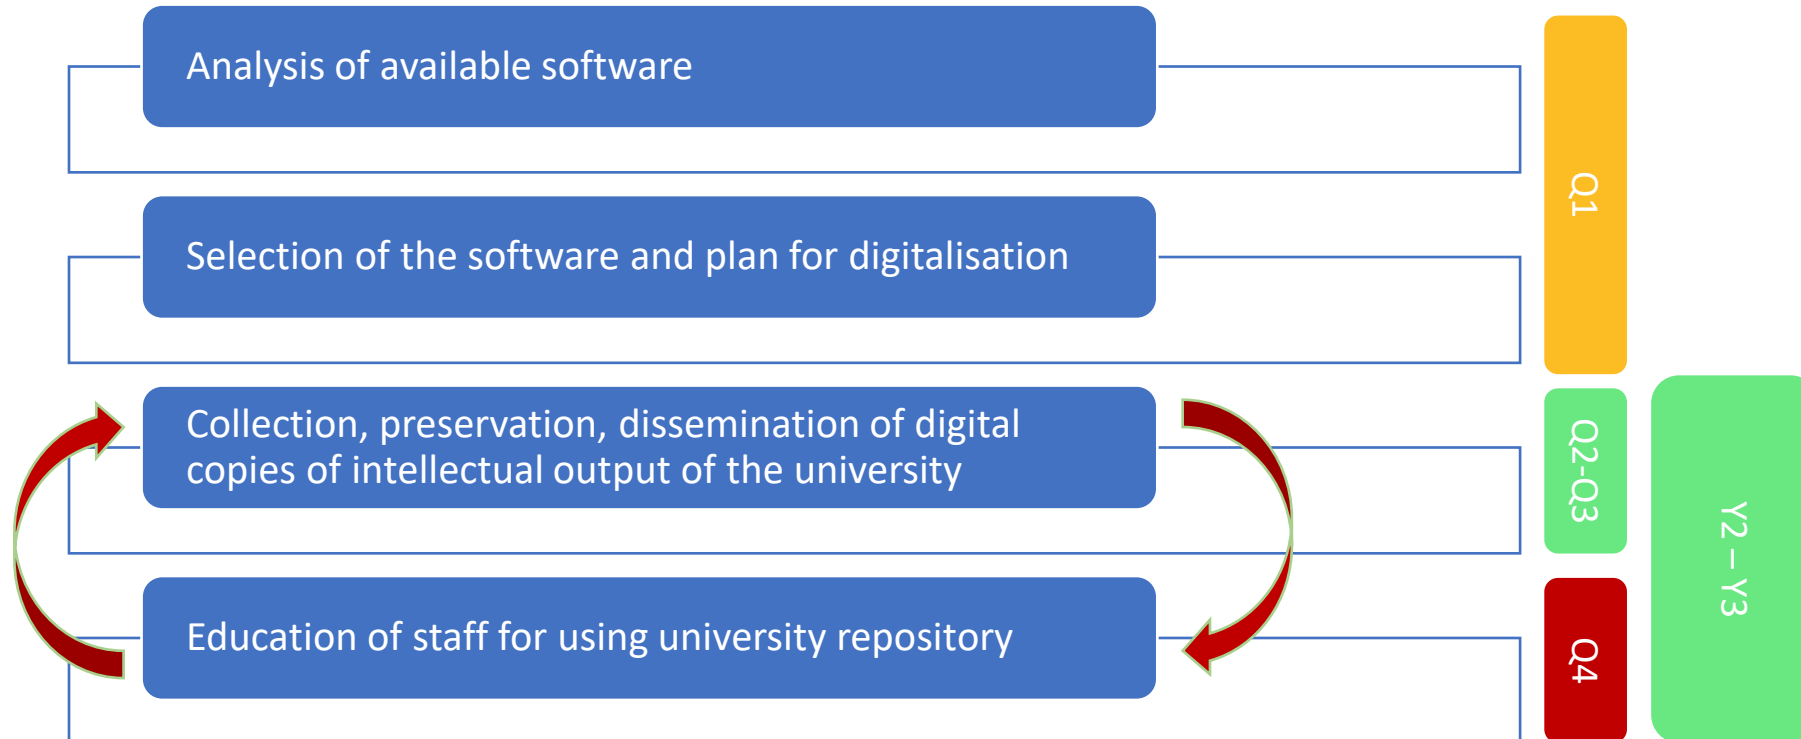 Analysis of available software
Q1
Selection of the software and plan for digitalisation
Collection, preservation, dissemination of digital
copies of intellectual output of the university
Q2-Q3
Y2 – Y3
Education of staff for using university repository
Q4